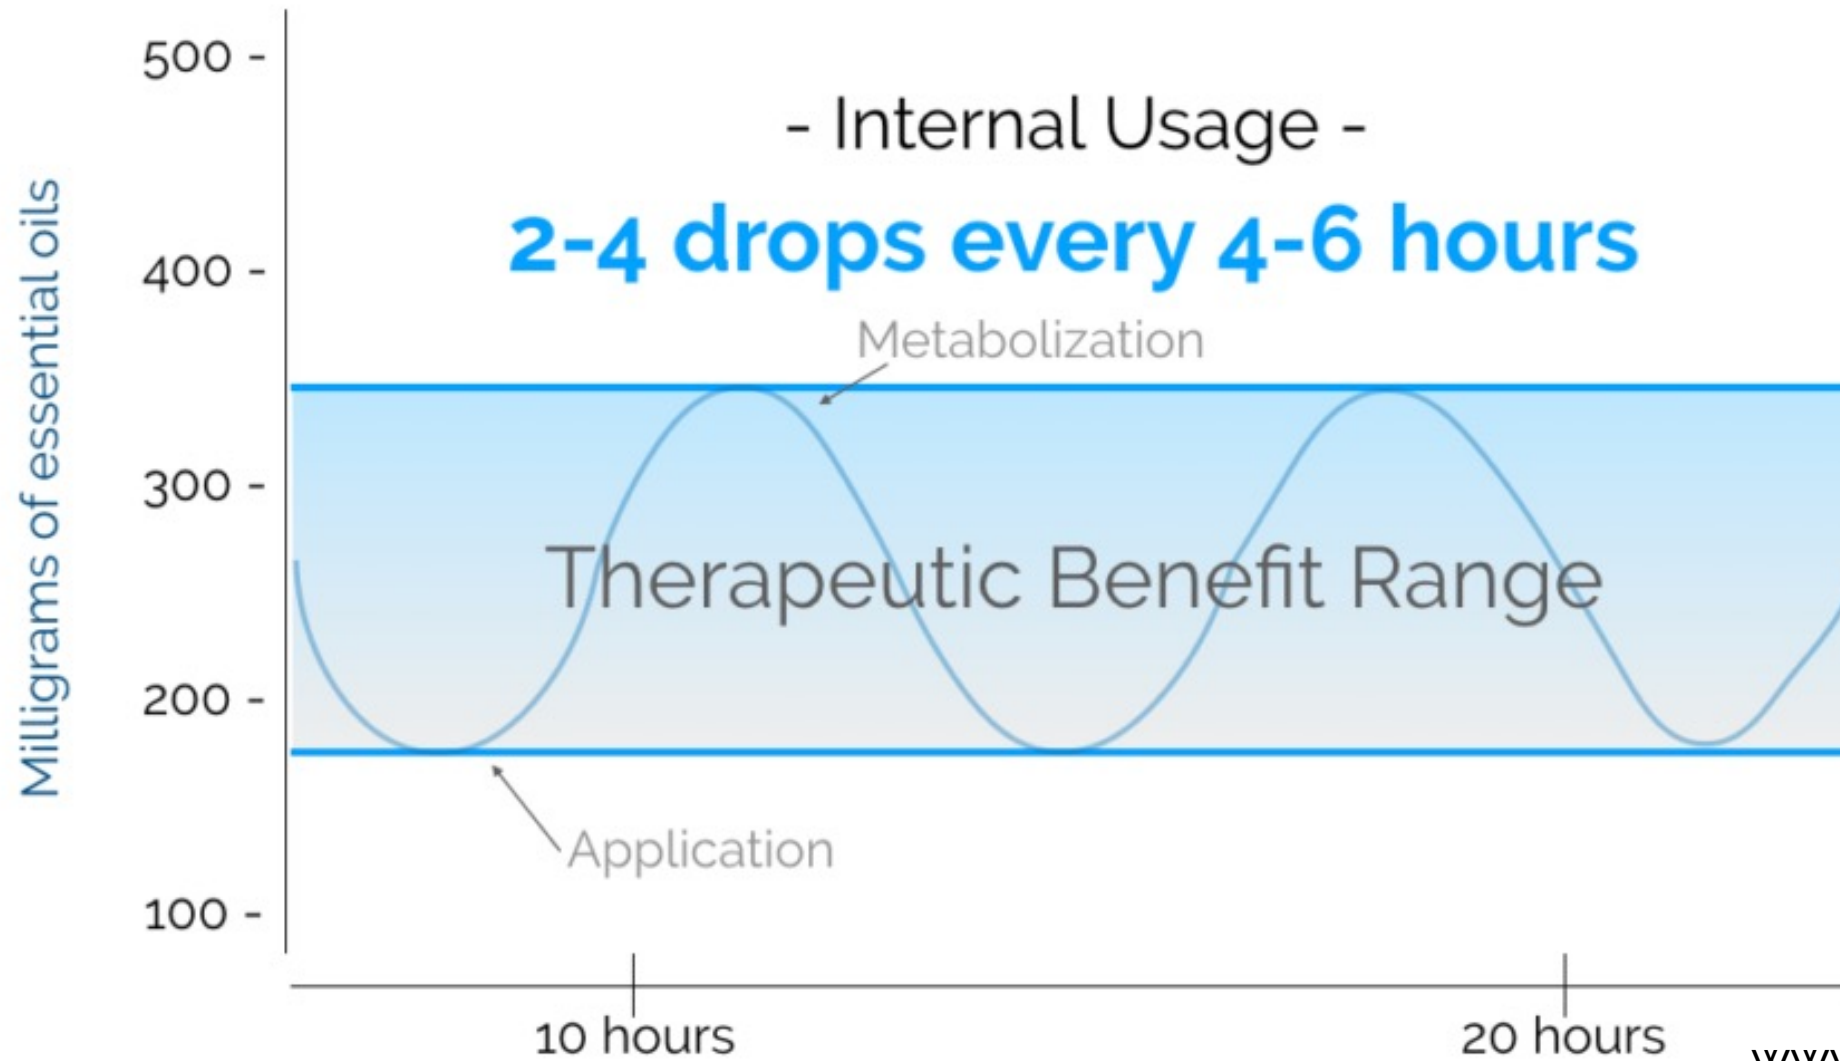 500 -
- Internal Usage -
2-4 drops every 4-6 hours
400 -
Metabolization
Milligrams of essential oils
300 -
Therapeutic Benefit Range
200 -
Application
100 -
10 hours
20 hours